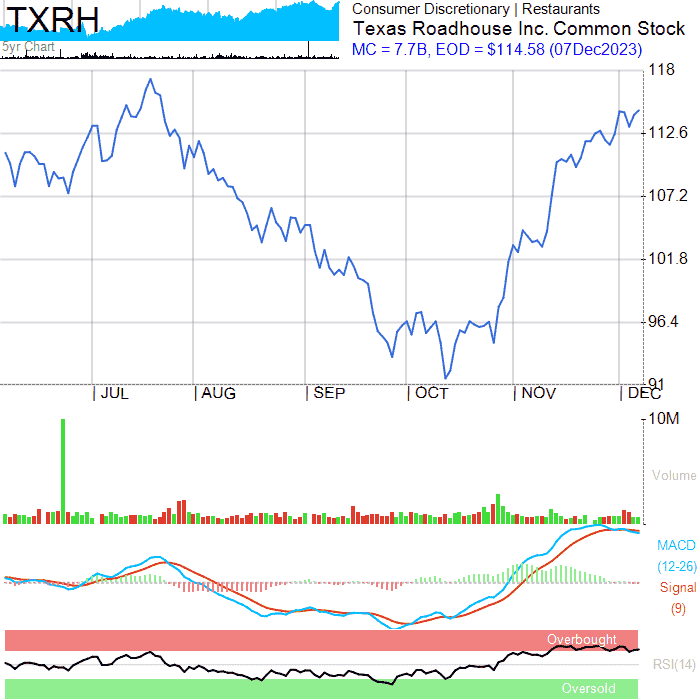 TXRH
5yr Chart
Consumer Discretionary | Restaurants
Texas Roadhouse Inc. Common Stock
MC = 7.7B, EOD = $114.58 (07Dec2023)
118
112.6
107.2
101.8
96.4
91
JUL AUG SEP OCT NOV DEC
10M
Volume
MACD
(12-26)
Signal
(9)
Overbought
RSI(14)
Oversold